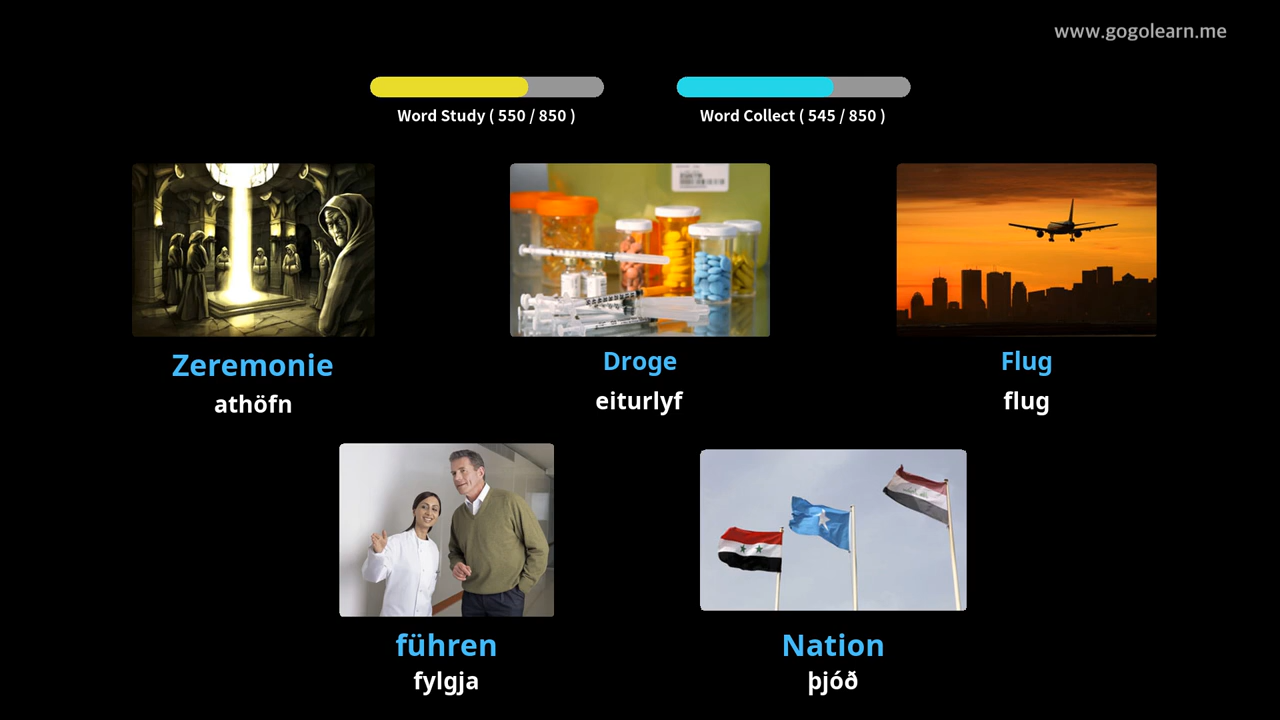 www.gogolearn.me
Word Study ( 550 / 850 )
Word Collect ( 545 / 850 )
Zeremonie
athöfn
Droge
eiturlyf
Flug
flug
führen
fylgja
Nation
þjóð